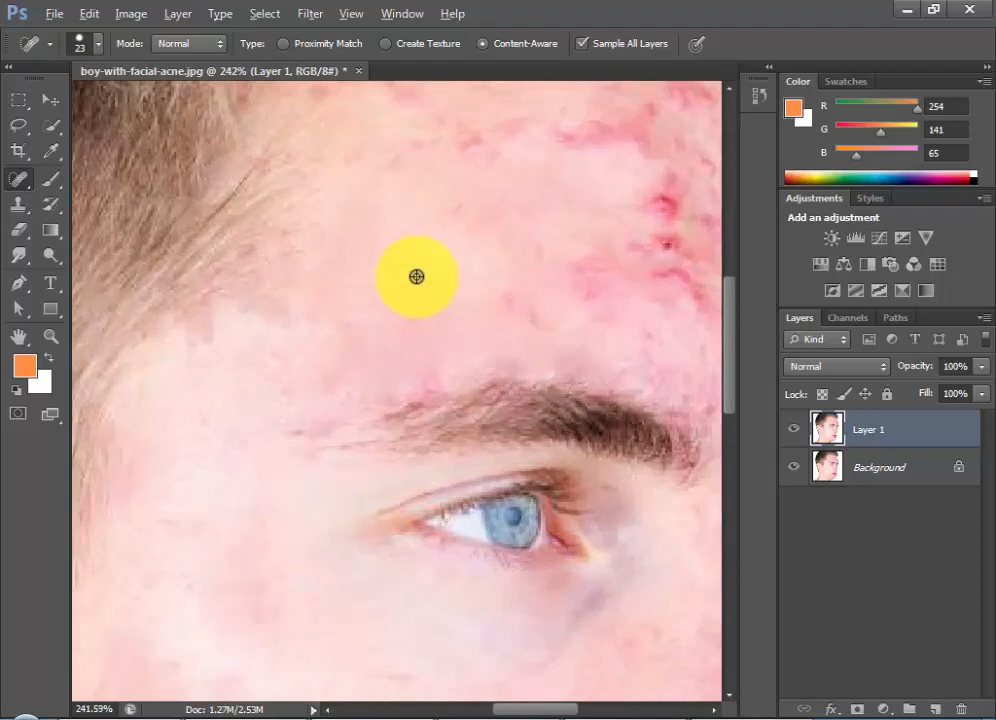 Ps File Edit Image Layer Type Select Filter View Window Help
23 Mode: Normal Type: Proximity Match Create Texture Content-Aware Sample All Layers
boy-with-facial-acne.jpg @ 242% (Layer 1, RGB/8#) * ×
Color Swatches
R 254
G 141
B 65
Adjustments Styles
Add an adjustment
Layers Channels Paths
Kind
Normal Opacity: 100%
Lock: Fill: 100%
Layer 1
Background
241.59% Doc: 1.27M/2.53M